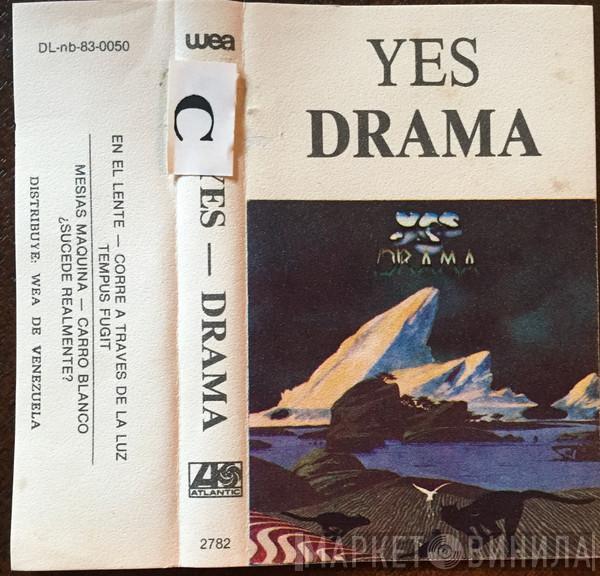 DL-nb-83-0050
EN EL LENTE — CORRE A TRAVES DE LA LUZ
TEMPUS FUGIT
MESIAS MAQUINA — CARRO BLANCO
¿SUCEDE REALMENTE?
DISTRIBUYE: WEA DE VENEZUELA
wea
C
YES — DRAMA
ATLANTIC
2782
YES
DRAMA
YES
DRAMA
МАРКЕТ ВИНИЛА